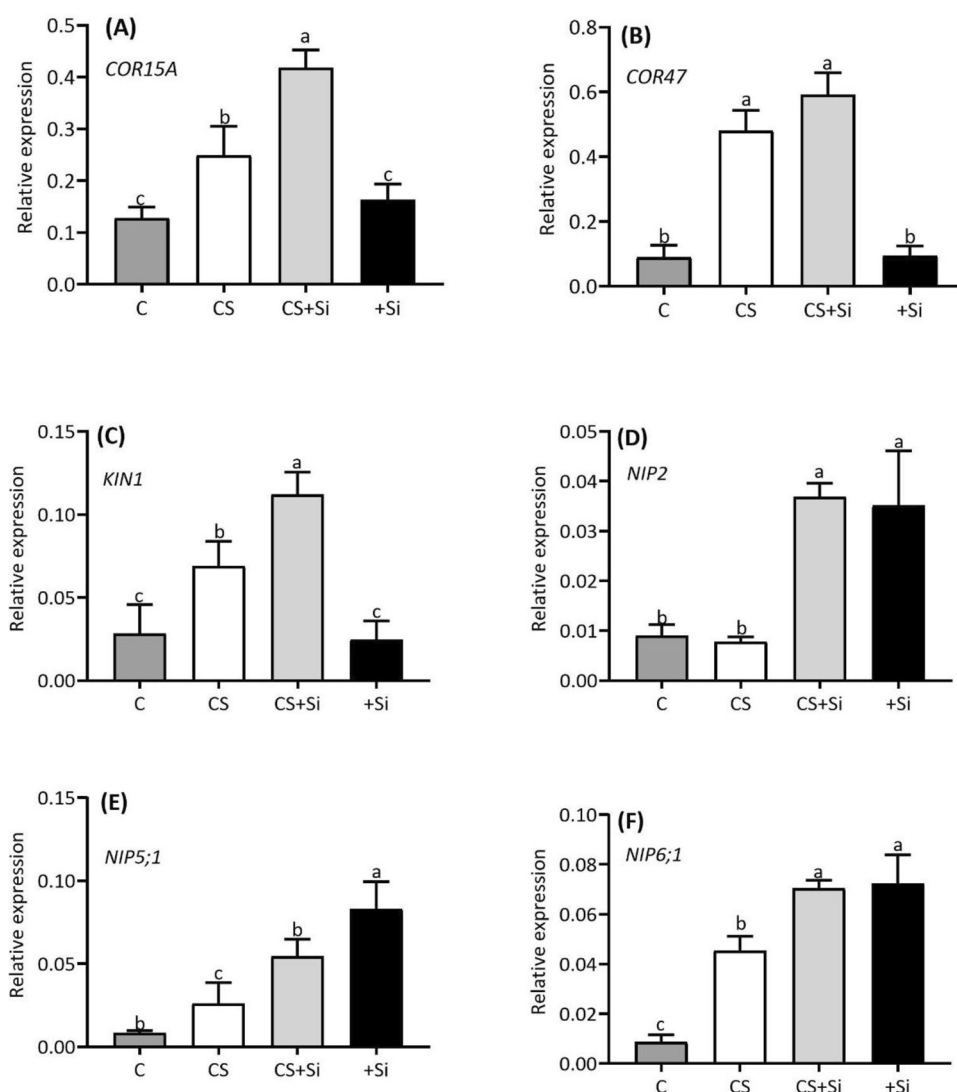 (A)
COR15A
Relative expression
0.5
0.4
0.3
0.2
0.1
0.0
c
b
a
c
C
CS
CS+Si
+Si
(B)
COR47
Relative expression
0.8
0.6
0.4
0.2
0.0
b
a
a
b
C
CS
CS+Si
+Si
(C)
KIN1
Relative expression
0.15
0.10
0.05
0.00
c
b
a
c
C
CS
CS+Si
+Si
(D)
NIP2
Relative expression
0.05
0.04
0.03
0.02
0.01
0.00
b
b
a
a
C
CS
CS+Si
+Si
(E)
NIP5;1
Relative expression
0.15
0.10
0.05
0.00
b
c
b
a
C
CS
CS+Si
+Si
(F)
NIP6;1
Relative expression
0.10
0.08
0.06
0.04
0.02
0.00
c
b
a
a
C
CS
CS+Si
+Si